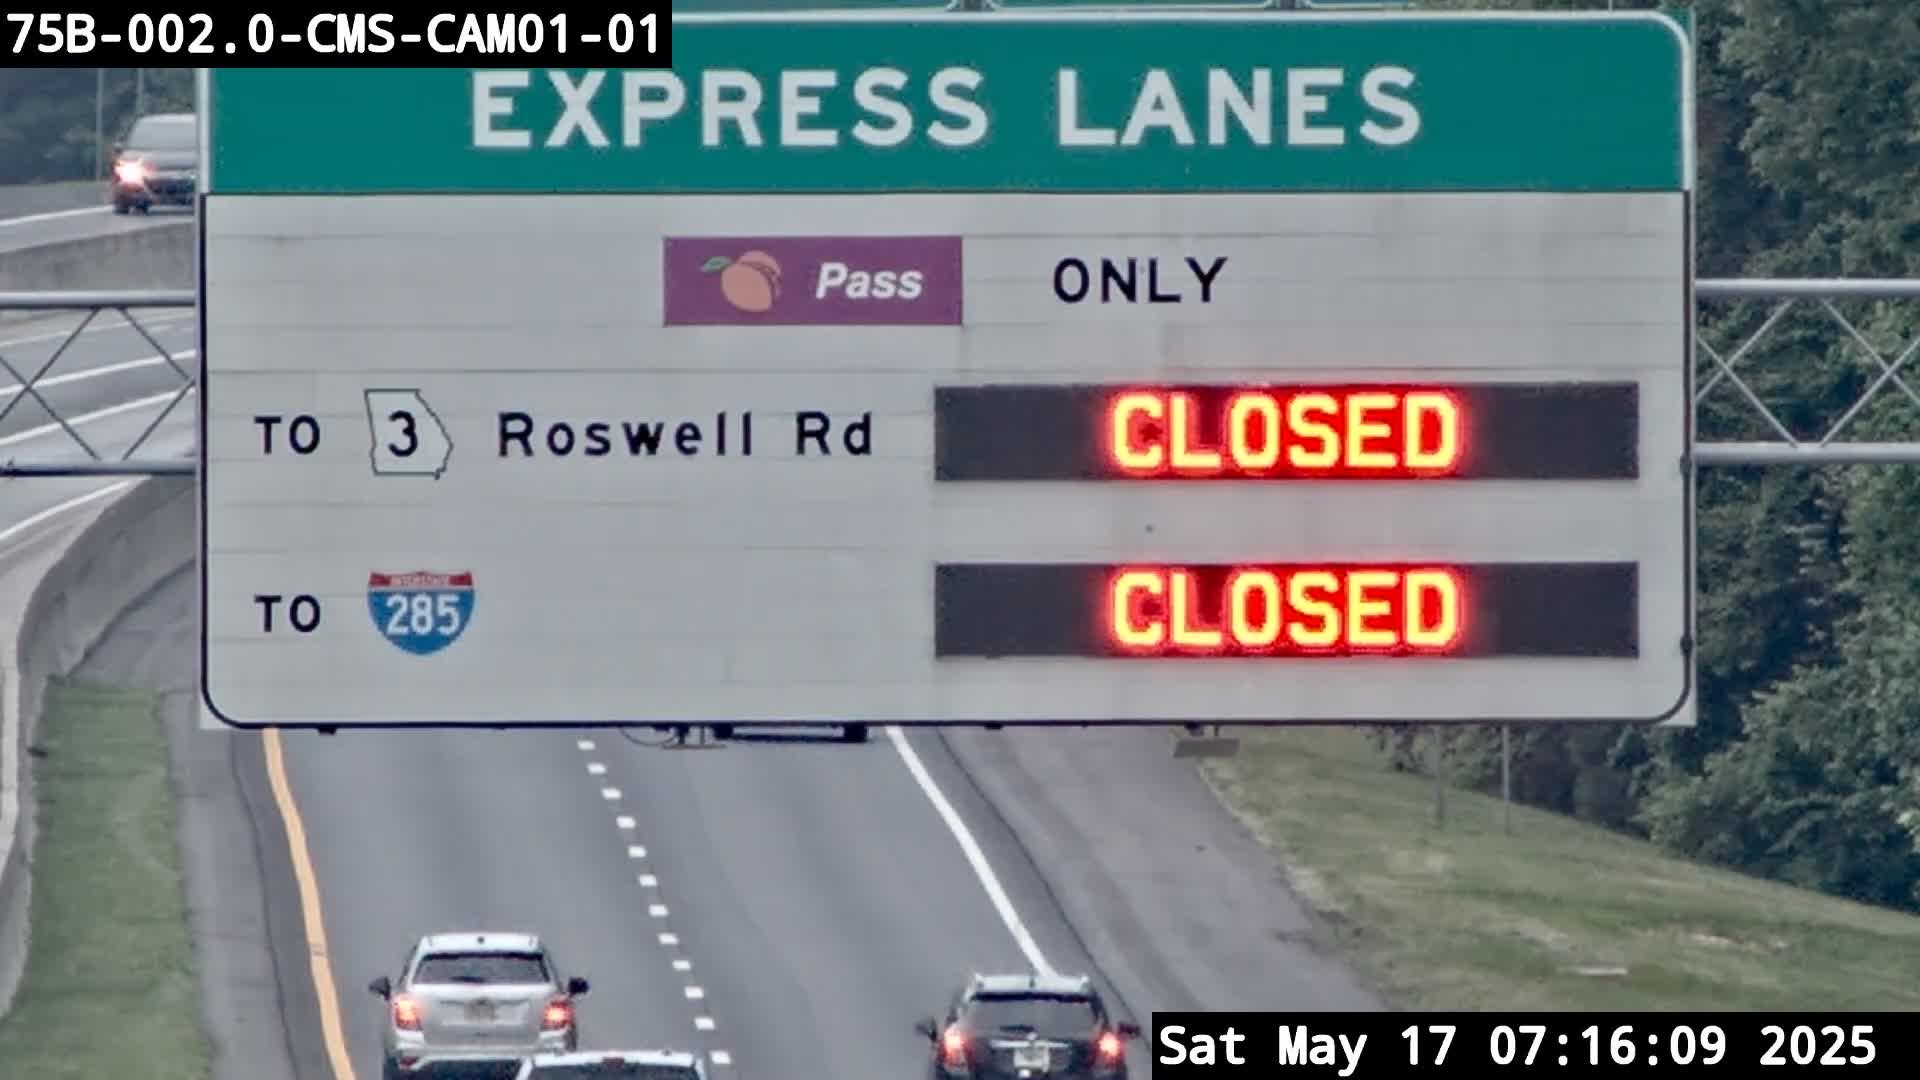 75B-002.0-CMS-CAM01-01
EXPRESS LANES
Pass ONLY
TO 3 Roswell Rd CLOSED
INTERSTATE
TO 285 CLOSED
Sat May 17 07:16:09 2025